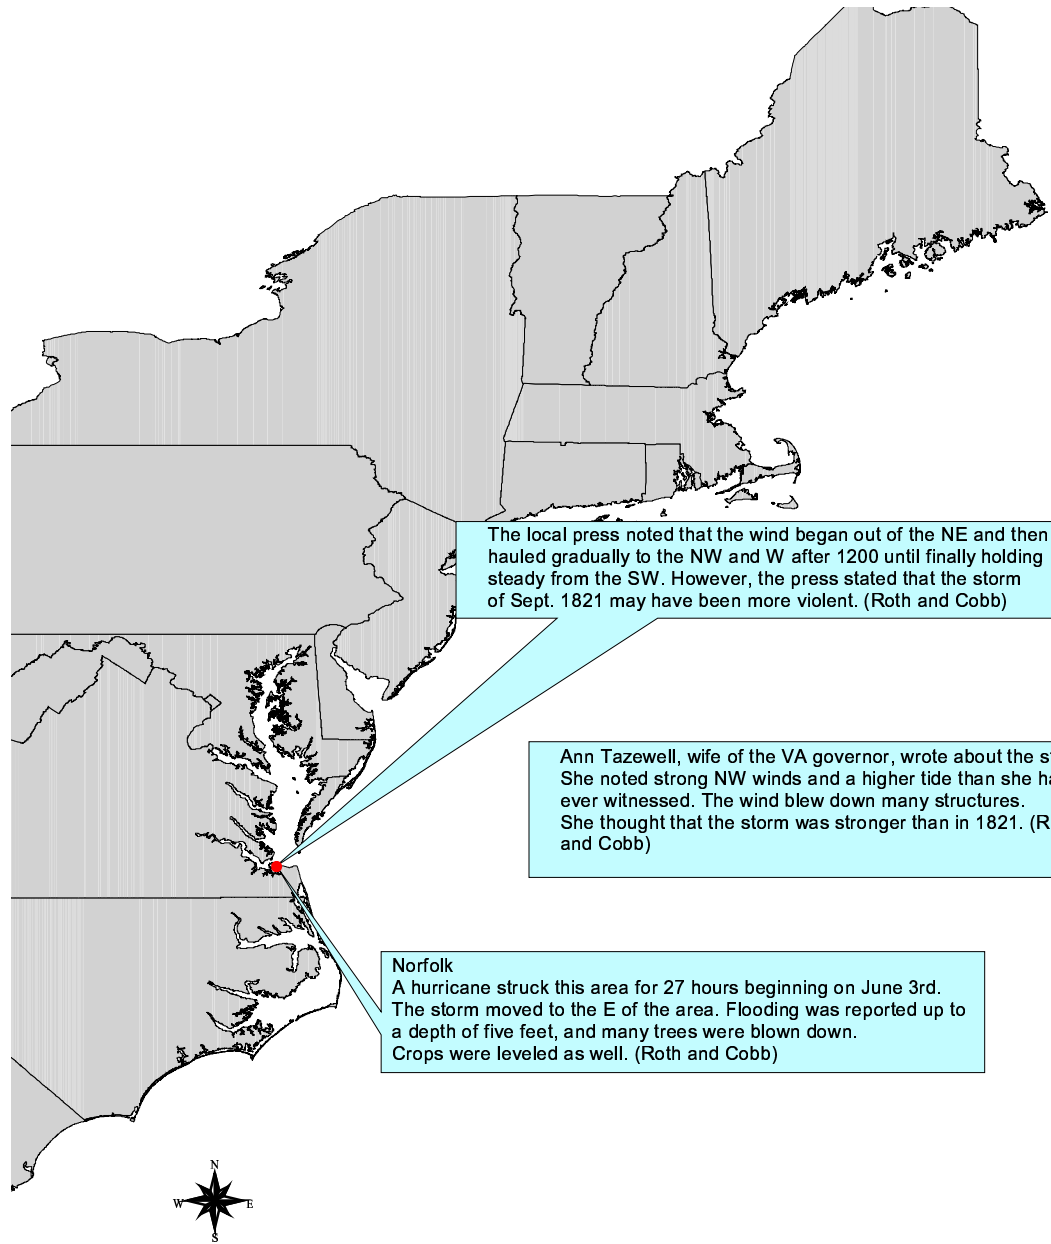 The local press noted that the wind began out of the NE and then
hauled gradually to the NW and W after 1200 until finally holding
steady from the SW. However, the press stated that the storm
of Sept. 1821 may have been more violent. (Roth and Cobb)
Ann Tazewell, wife of the VA governor, wrote about the
She noted strong NW winds and a higher tide than she
ever witnessed. The wind blew down many structures.
She thought that the storm was stronger than in 1821.
and Cobb)
Norfolk
A hurricane struck this area for 27 hours beginning on June 3rd.
The storm moved to the E of the area. Flooding was reported up to
a depth of five feet, and many trees were blown down.
Crops were leveled as well. (Roth and Cobb)
N
W E
S